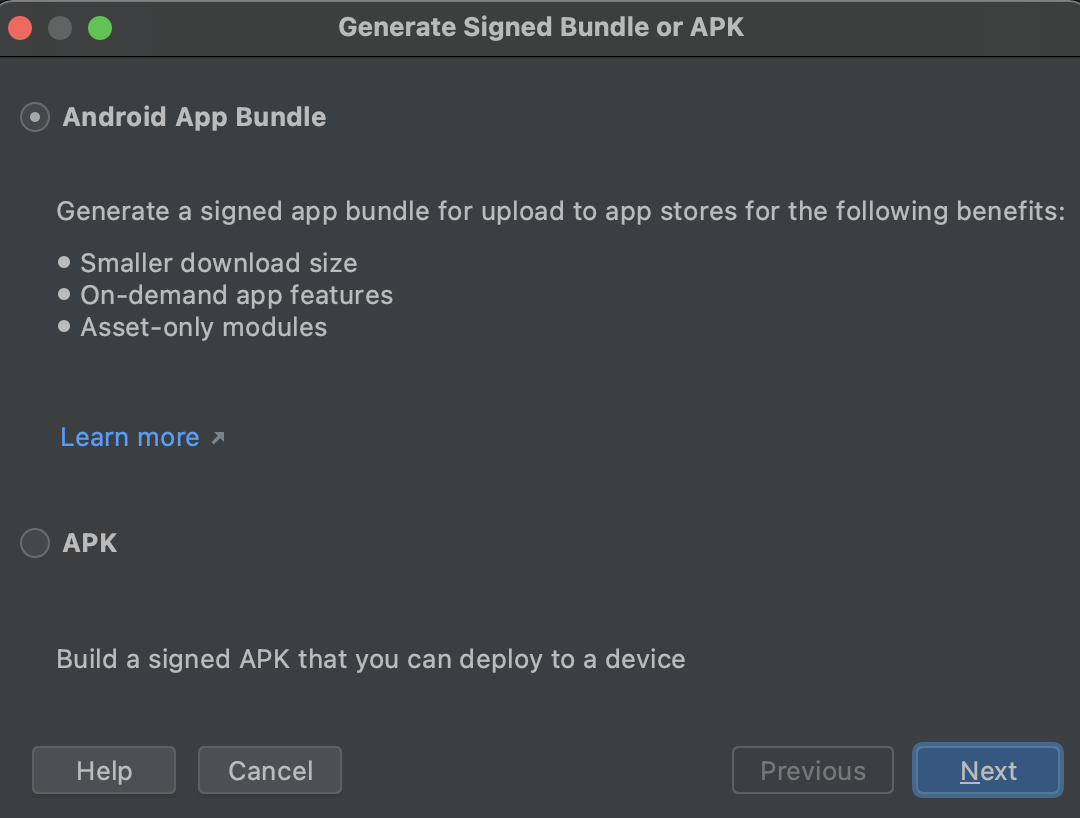 Generate Signed Bundle or APK
Android App Bundle
Generate a signed app bundle for upload to app stores for the following benefits:
• Smaller download size
• On-demand app features
• Asset-only modules
Learn more ↗
APK
Build a signed APK that you can deploy to a device
Help Cancel Previous Next